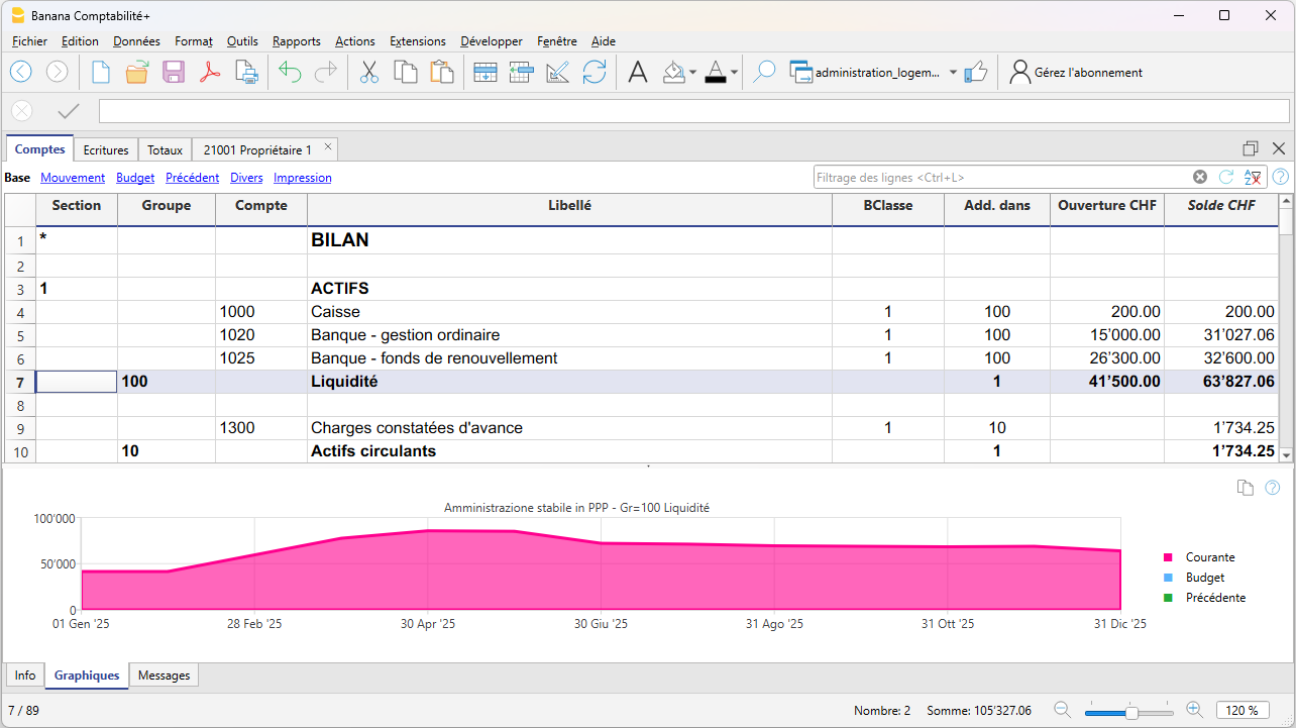 Banana Comptabilité+
Fichier Edition Données Format Outils Rapports Actions Extensions Développer Fenêtre Aide
administration_logem... Gérez l'abonnement
Comptes Ecritures Totaux 21001 Propriétaire 1
Base Mouvement Budget Précédent Divers Impression Filtrage des lignes <Ctrl+L>
Section Groupe Compte Libellé BClasse Add. dans Ouverture CHF Solde CHF
1 * BILAN
2
3 1 ACTIFS
4 1000 Caisse 1 100 200.00 200.00
5 1020 Banque - gestion ordinaire 1 100 15’000.00 31’027.06
6 1025 Banque - fonds de renouvellement 1 100 26’300.00 32’600.00
7 100 Liquidité 1 41’500.00 63’827.06
8
9 1300 Charges constatées d'avance 1 10 1’734.25
10 10 Actifs circulants 1 1’734.25
Amministrazione stabile in PPP - Gr=100 Liquidité
100'000
50'000
0
01 Gen '25 28 Feb '25 30 Apr '25 30 Giu '25 31 Ago '25 31 Ott '25 31 Dic '25
Courante
Budget
Précédente
Info Graphiques Messages
7 / 89 Nombre: 2 Somme: 105’327.06 120 %